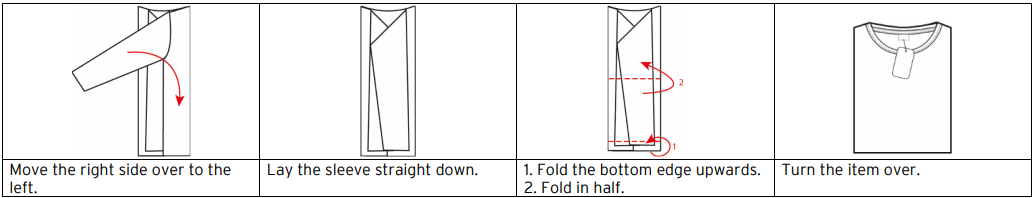 2
1
Move the right side over to the
left.
Lay the sleeve straight down.
1. Fold the bottom edge upwards.
2. Fold in half.
Turn the item over.